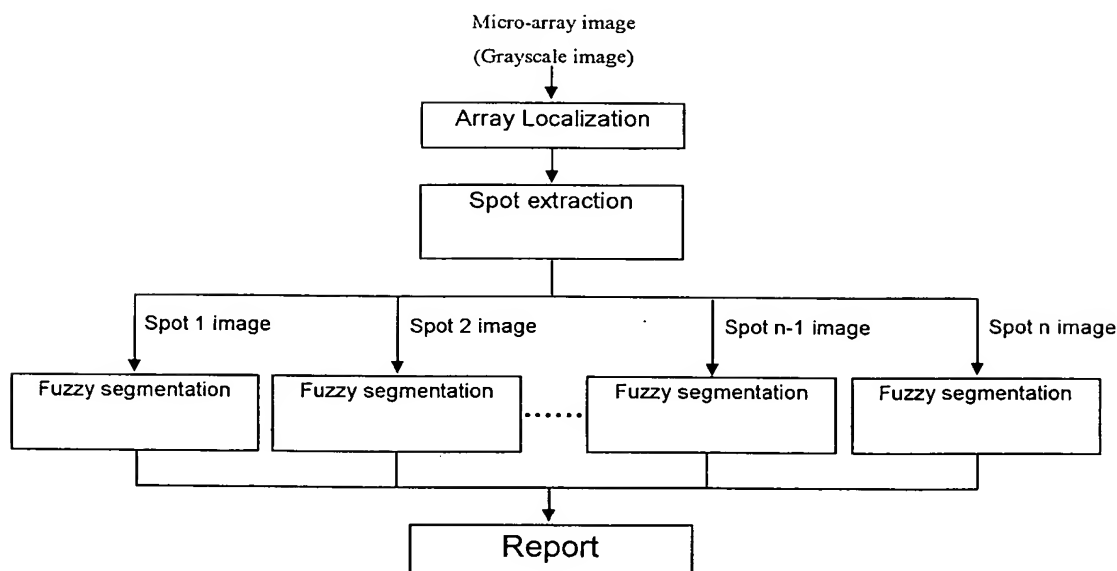 Micro-array image
(Grayscale image)
Array Localization
Spot extraction
Spot 1 image
Spot 2 image
Spot n-1 image
Spot n image
Fuzzy segmentation
Fuzzy segmentation
Fuzzy segmentation
Fuzzy segmentation
Report